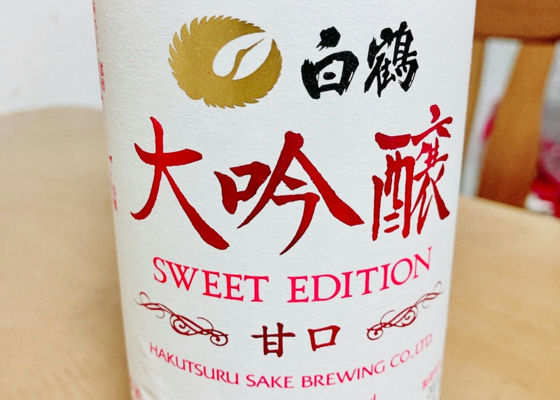 白鶴
大吟醸
SWEET EDITION
甘口
HAKUTSURU SAKE BREWING CO.,LTD.